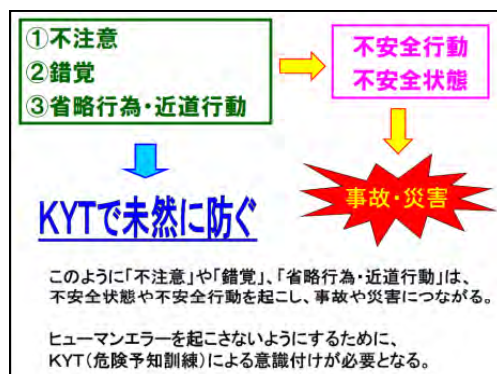 ①不注意
②錯覚
③省略行為・近道行動
不安全行動
不安全状態
KYTで未然に防ぐ
事故・災害
このように「不注意」や「錯覚」、「省略行為・近道行動」は、
不安全状態や不安全行動を起こし、事故や災害につながる。
ヒューマンエラーを起こさないようにするために、
KYT(危険予知訓練)による意識付けが必要となる。